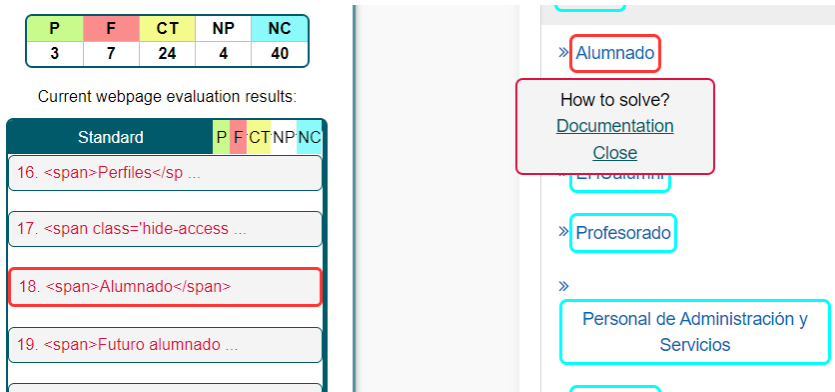 P F CT NP NC
3 7 24 4 40
Current webpage evaluation results:
Standard P F CT NP NC
16. <span>Perfiles</sp ...
17. <span class='hide-access ...
18. <span>Alumnado</span>
19. <span>Futuro alumnado ...
» Alumnado
How to solve?
Documentation
Close
» Profesorado
»
Personal de Administración y
Servicios